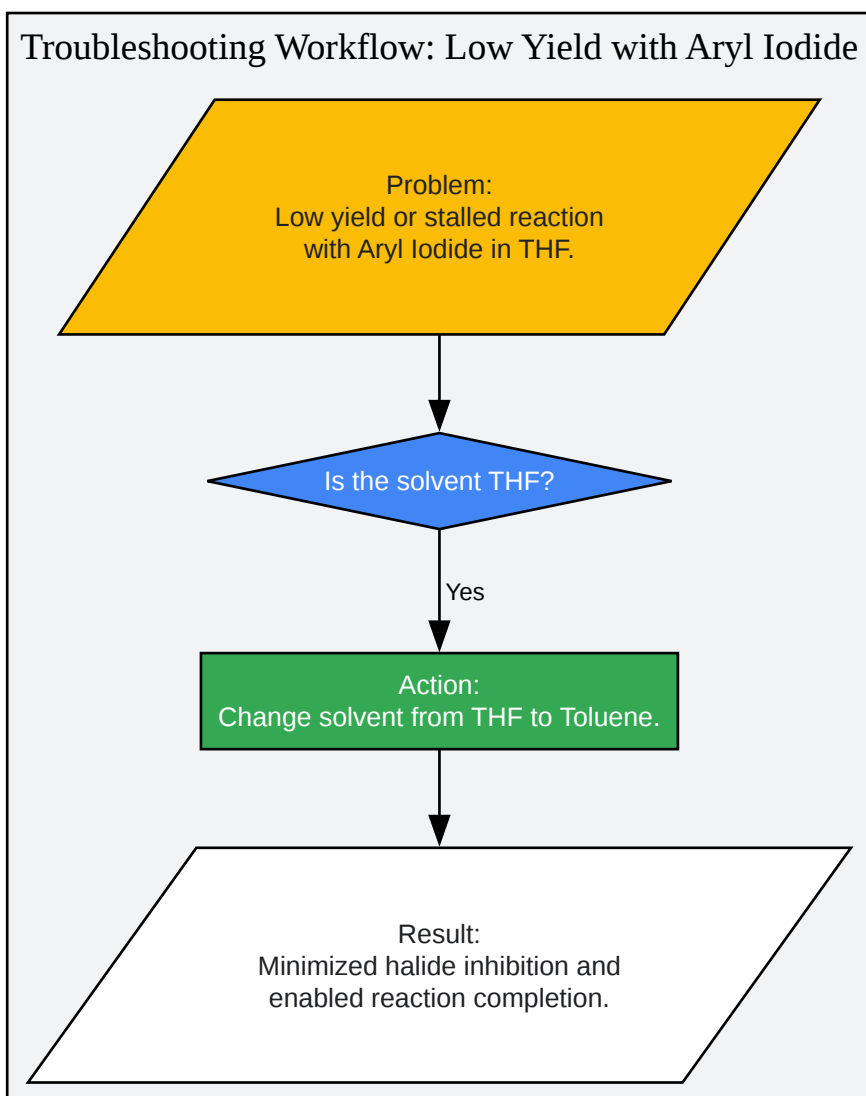 Troubleshooting Workflow: Low Yield with Aryl Iodide
Problem:
Low yield or stalled reaction
with Aryl Iodide in THF.
Is the solvent THF?
Yes
Action:
Change solvent from THF to Toluene.
Result:
Minimized halide inhibition and
enabled reaction completion.